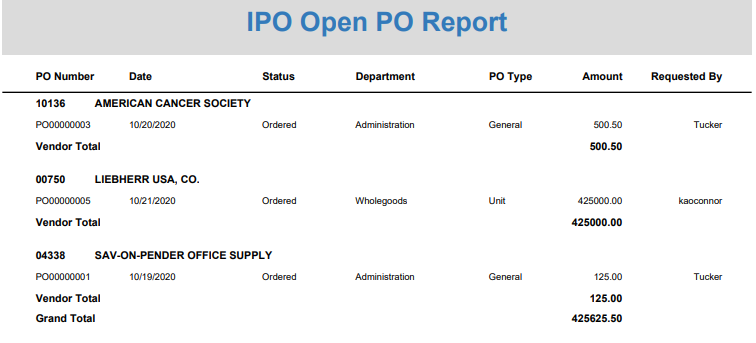 IPO Open PO Report
PO Number Date Status Department PO Type Amount Requested By
10136 AMERICAN CANCER SOCIETY
PO00000003 10/20/2020 Ordered Administration General 500.50 Tucker
Vendor Total 500.50
00750 LIEBHERR USA, CO.
PO00000005 10/21/2020 Ordered Wholegoods Unit 425000.00 kaoconnor
Vendor Total 425000.00
04338 SAV-ON-PENDER OFFICE SUPPLY
PO00000001 10/19/2020 Ordered Administration General 125.00 Tucker
Vendor Total 125.00
Grand Total 425625.50